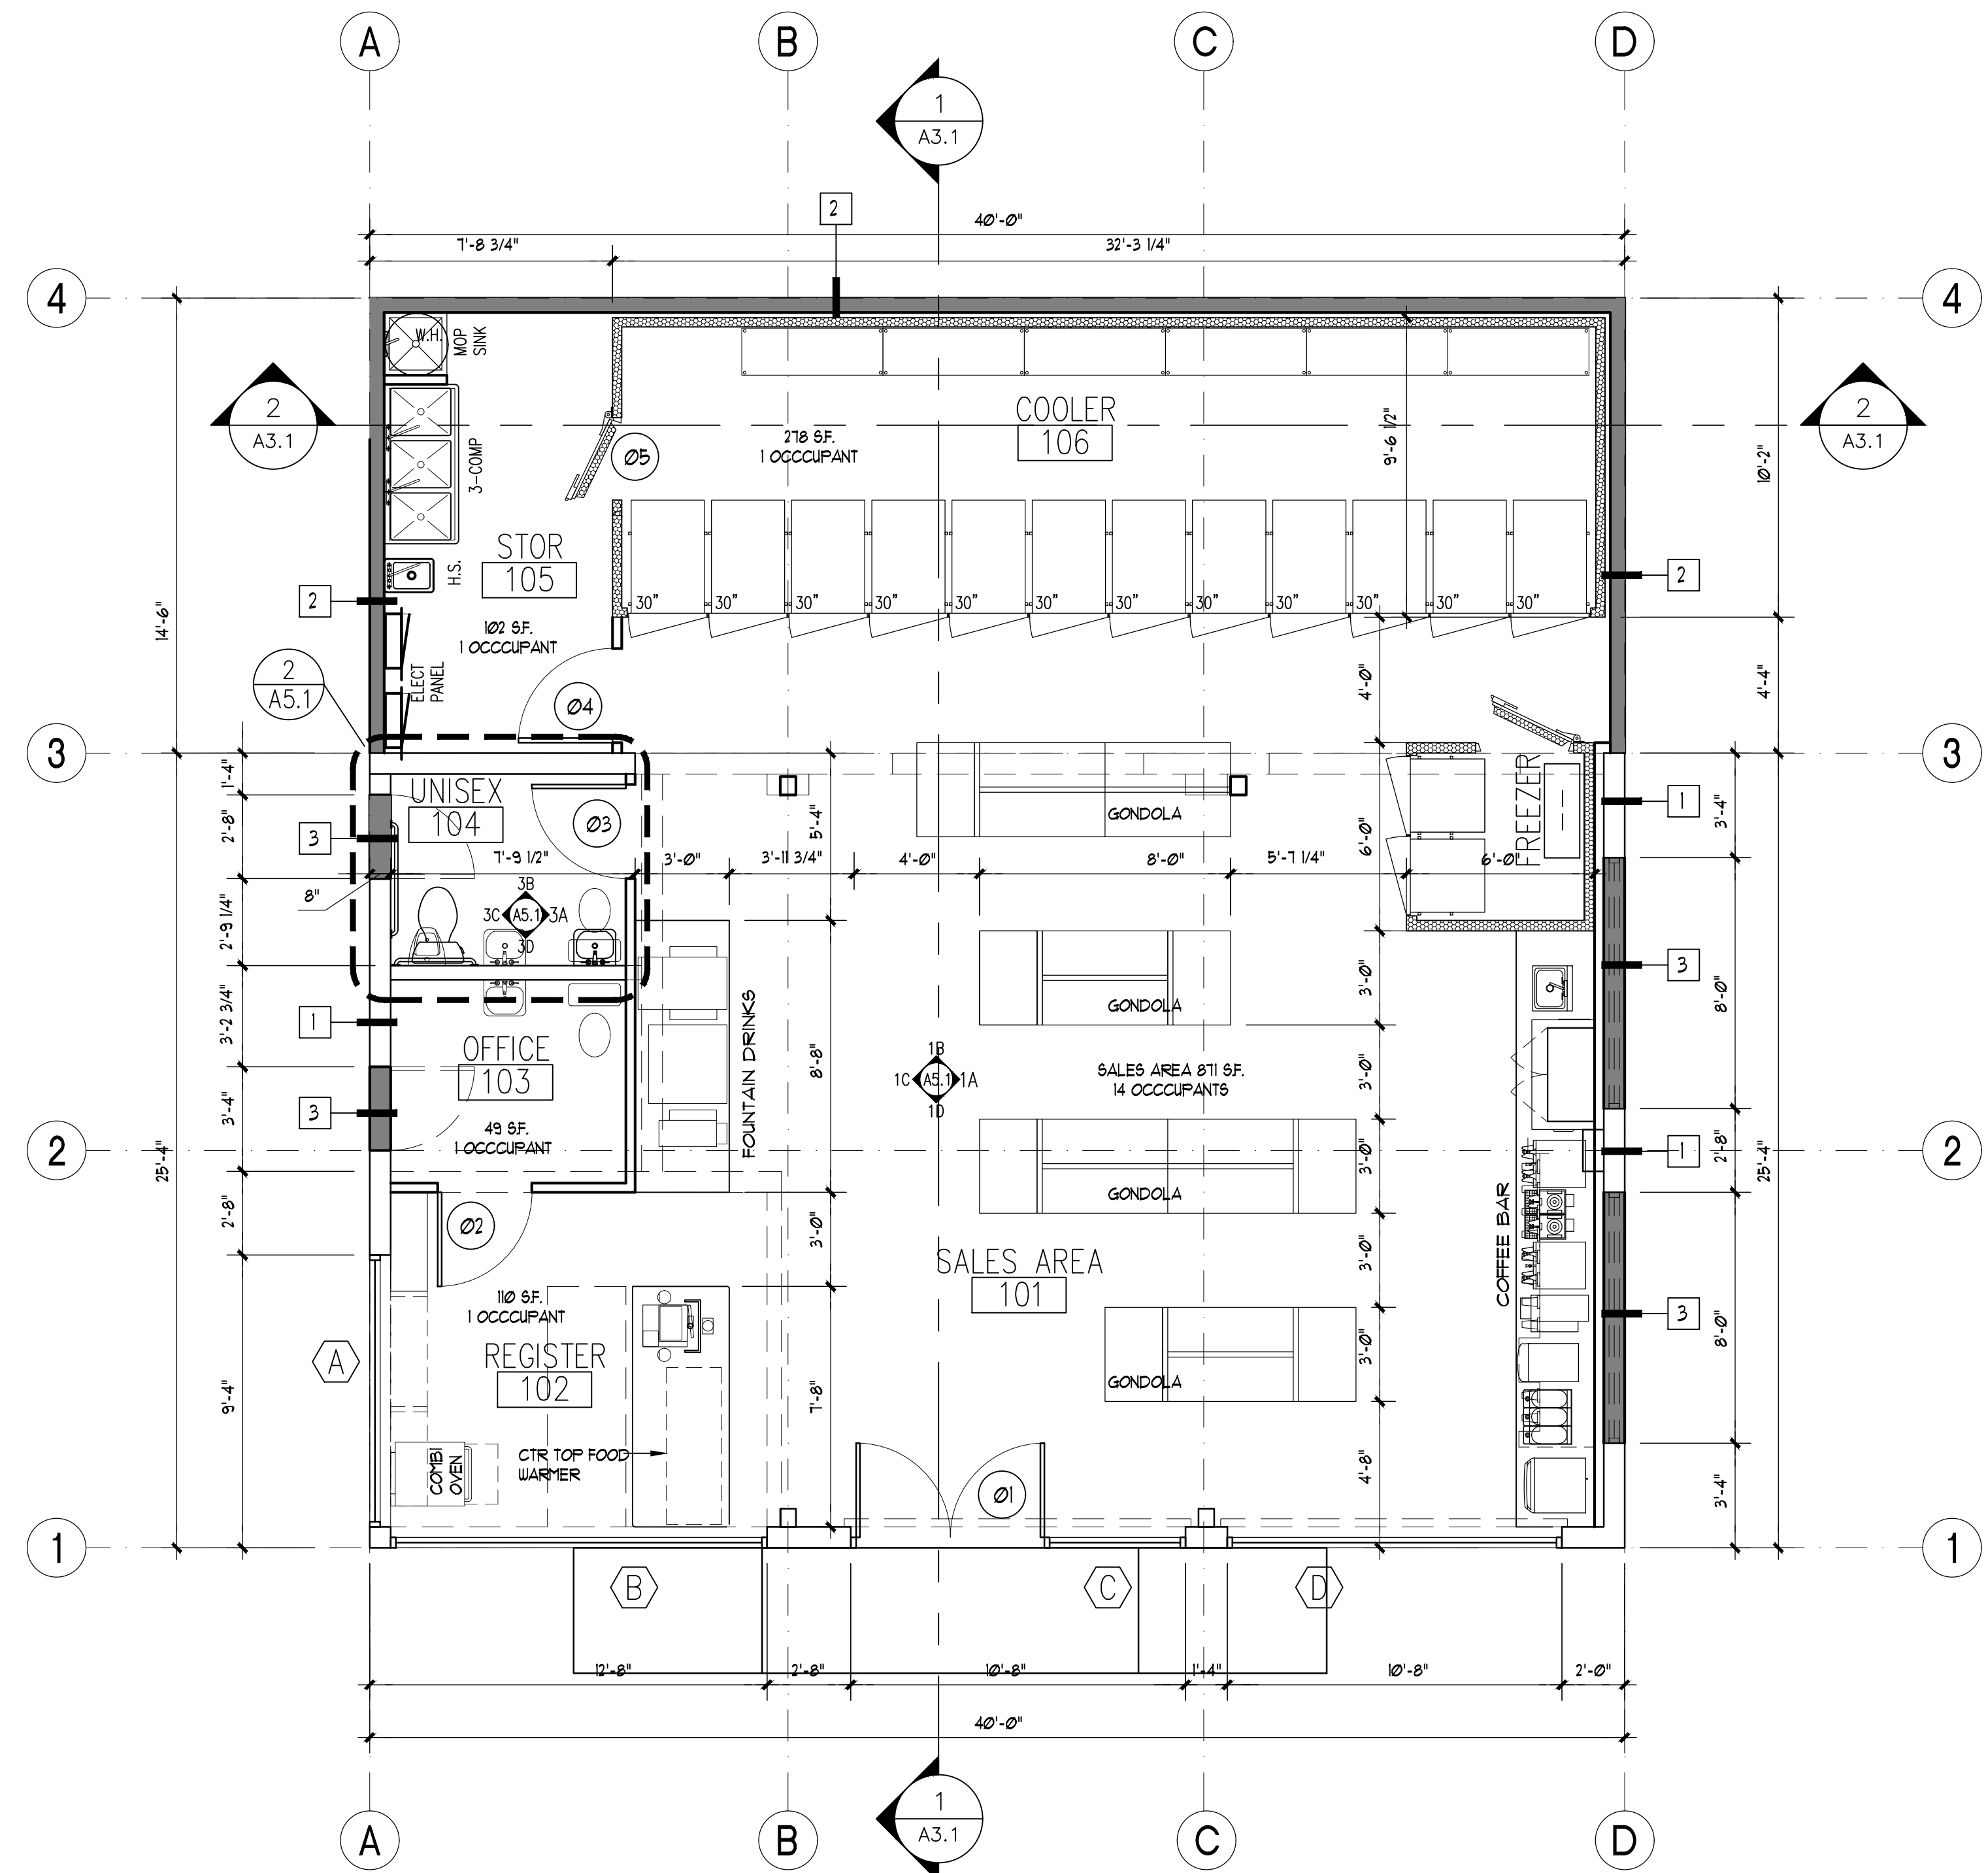 A B C D
1
A3.1
2
40'-0"
7'-8 3/4" 32'-3 1/4"
4 4
W.H.
MOP
SINK
2
A3.1
2
A3.1
3-COMP
COOLER
106
278 S.F.
1 OCCCUPANT
9'-6 1/2"
10'-2"
05
STOR
105
H.S.
2
2
102 S.F.
1 OCCCUPANT
30" 30" 30" 30" 30" 30" 30" 30" 30" 30" 30" 30"
14'-6"
2
A5.1
ELECT
PANEL
04
4'-0"
4'-4"
3 3
1'-4"
2'-8"
3
UNISEX
104
03
5'-4"
GONDOLA
6'-0"
FREEZER
1
3'-4"
7'-9 1/2" 3'-0" 3'-11 3/4" 4'-0" 8'-0" 5'-7 1/4" 6'-0"
8"
2'-9 1/4"
3B
3C A5.1 3A
3D
3
3'-0"
8'-0"
GONDOLA
1
3'-2 3/4"
OFFICE
103
FOUNTAIN DRINKS
8'-8"
1B
1C A5.1 1A
1D
SALES AREA 871 S.F.
14 OCCCUPANTS
3'-0"
3
3'-4"
49 S.F.
1 OCCCUPANT
2 2
25'-4"
3'-0"
1
2'-8"
25'-4"
GONDOLA
COFFEE BAR
2'-8"
02
3'-0"
SALES AREA
101
3'-0"
110 S.F.
1 OCCCUPANT
REGISTER
102
A
9'-4"
7'-8"
GONDOLA
3'-0"
3
8'-0"
COMBI
OVEN
CTR TOP FOOD
WARMER
01
4'-8"
3'-4"
1 1
B C D
12'-8" 2'-8" 10'-8" 1'-4" 10'-8" 2'-0"
40'-0"
1
A3.1
A B C D